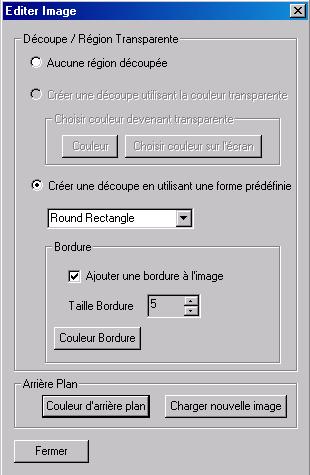 Editer Image
Découpe / Région Transparente
Aucune région découpée
Créer une découpe utilisant la couleur transparente
Choisir couleur devenant transparente
Couleur
Choisir couleur sur l'écran
Créer une découpe en utilisant une forme prédéfinie
Round Rectangle
Bordure
Ajouter une bordure à l'image
Taille Bordure 5
Couleur Bordure
Arrière Plan
Couleur d'arrière plan
Charger nouvelle image
Fermer